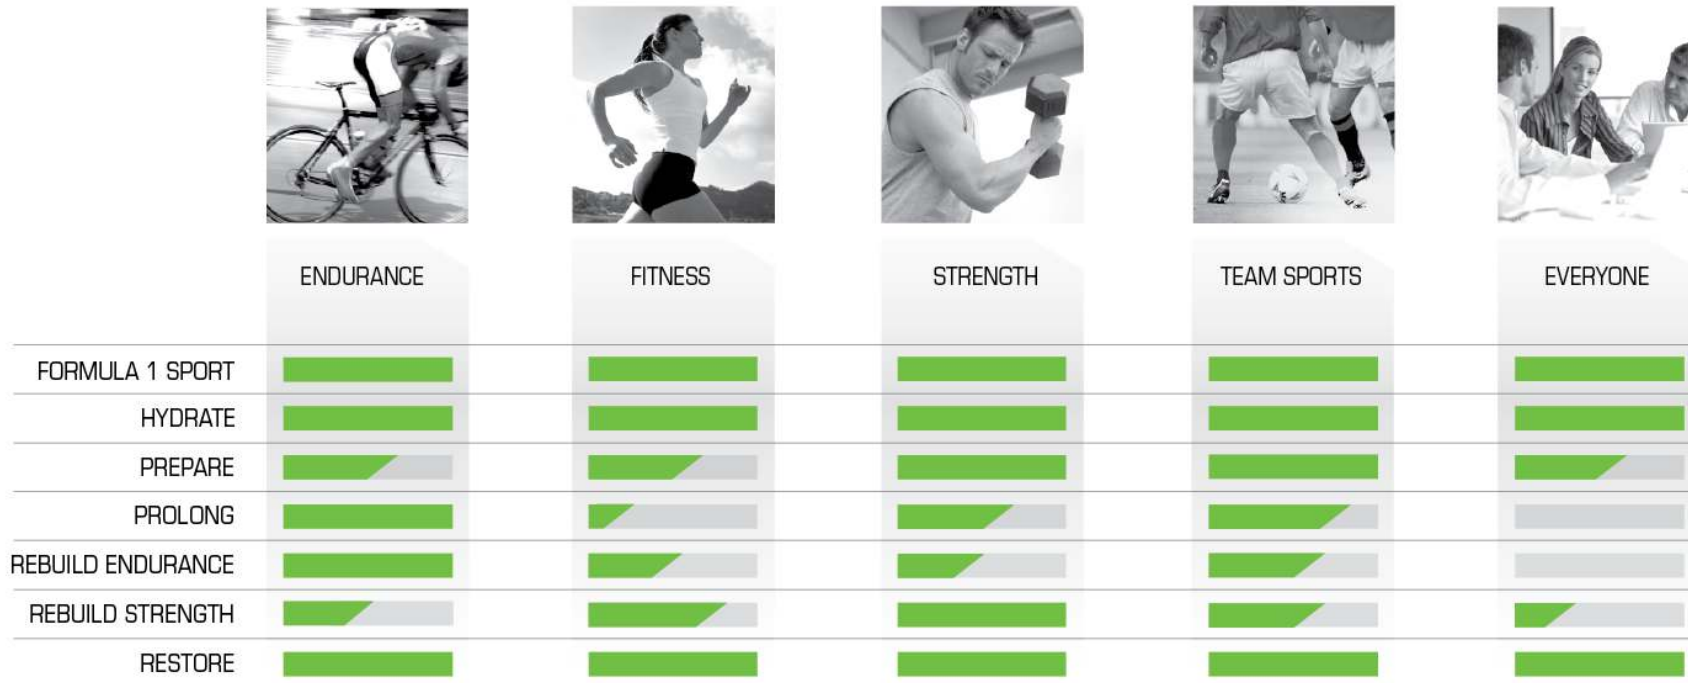 ENDURANCE FITNESS STRENGTH TEAM SPORTS EVERYONE
FORMULA 1 SPORT
HYDRATE
PREPARE
PROLONG
REBUILD ENDURANCE
REBUILD STRENGTH
RESTORE